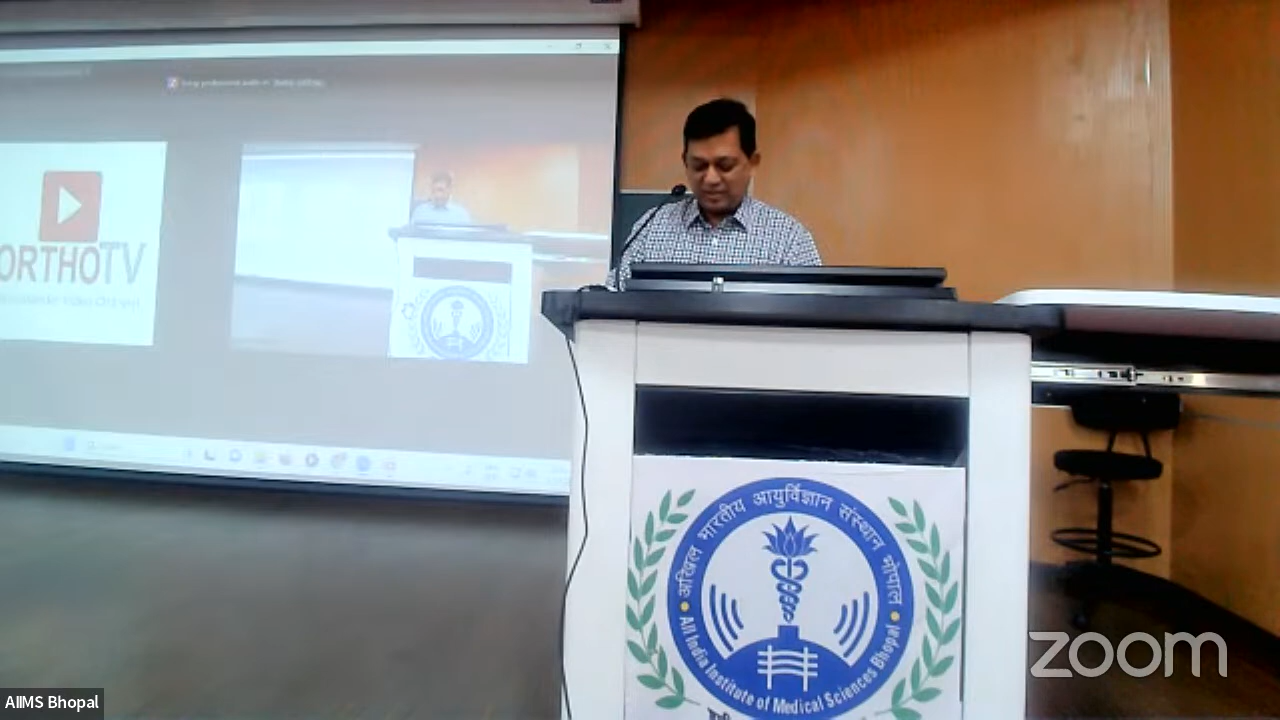 ORTHOTV
अखिल भारतीय आयुर्विज्ञान संस्थान भोपाल
All India Institute of Medical Sciences Bhopal
zoom
AIIMS Bhopal